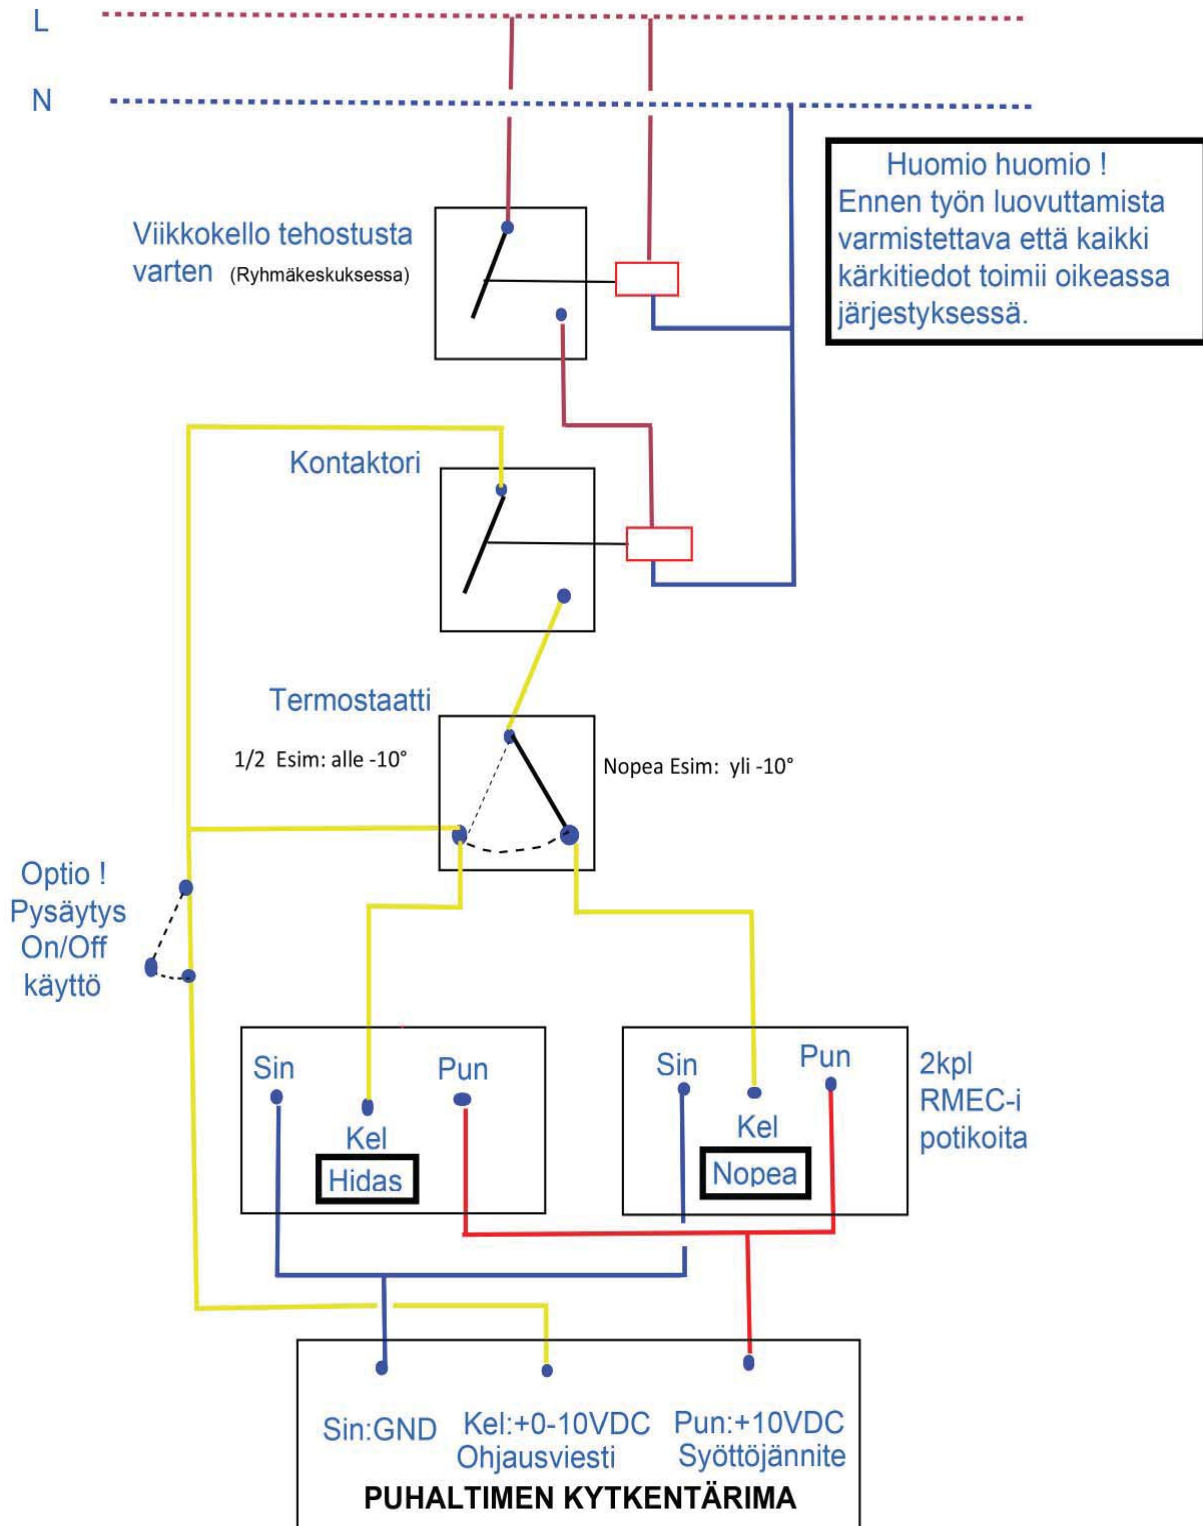 L
N
Huomio huomio !
Ennen työn luovuttamista
varmistettava että kaikki
kärkitiedot toimii oikeassa
järjestyksessä.
Viikkokello tehostusta
varten (Ryhmäkeskuksessa)
Kontaktori
Termostaatti
1/2 Esim: alle -10°
Nopea Esim: yli -10°
Optio !
Pysäytys
On/Off
käyttö
Sin
Pun
Kel
Hidas
Sin
Pun
Kel
Nopea
2kpl
RMEC-i
potikoita
Sin:GND
Kel:+0-10VDC
Ohjausviesti
Pun:+10VDC
Syöttöjännite
PUHALTIMEN KYTKENTÄRIMA